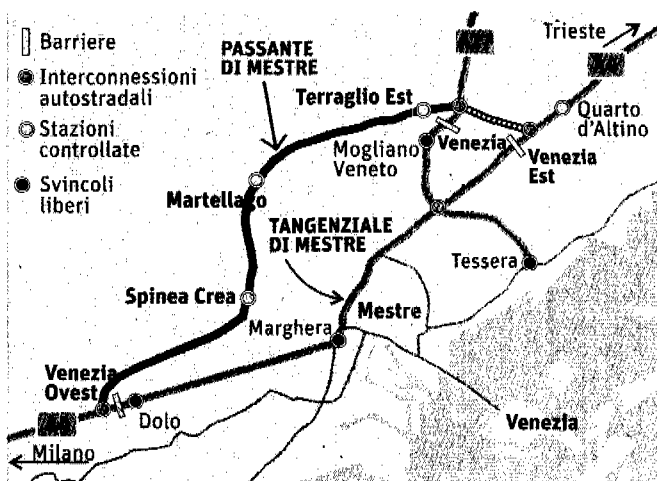 Barriere
Interconnessioni
autostradali
Stazioni
controllate
Svincoli
liberi
PASSANTE
DI MESTRE
Trieste
Terraglio Est
Quarto
d'Altino
Mogliano
Veneto
Venezia
Venezia
Est
Martellago
TANGENZIALE
DI MESTRE
Tessera
Spinea Crea
Mestre
Marghera
Venezia
Ovest
Dolo
Venezia
Milano